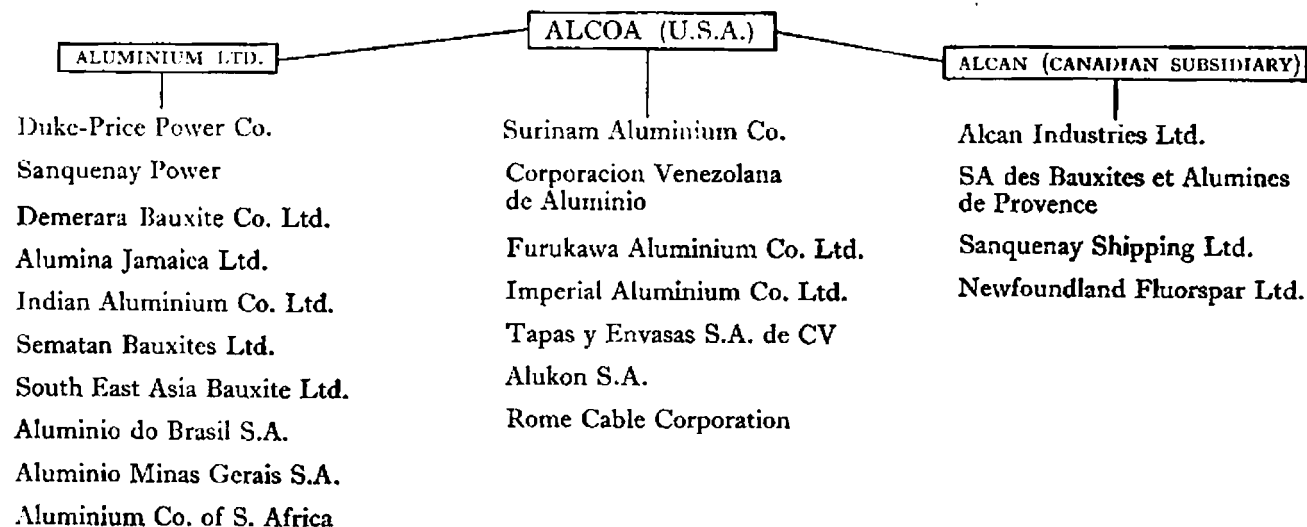 ALCOA (U.S.A.)
ALUMINIUM LTD.
Duke-Price Power Co.
Sanquenay Power
Demerara Bauxite Co. Ltd.
Alumina Jamaica Ltd.
Indian Aluminium Co. Ltd.
Sematan Bauxites Ltd.
South East Asia Bauxite Ltd.
Aluminio do Brasil S.A.
Aluminio Minas Gerais S.A.
Aluminium Co. of S. Africa
Surinam Aluminium Co.
Corporacion Venezolana
de Aluminio
Furukawa Aluminium Co. Ltd.
Imperial Aluminium Co. Ltd.
Tapas y Envasas S.A. de CV
Alukon S.A.
Rome Cable Corporation
ALCAN (CANADIAN SUBSIDIARY)
Alcan Industries Ltd.
SA des Bauxites et Alumines
de Provence
Sanquenay Shipping Ltd.
Newfoundland Fluorspar Ltd.